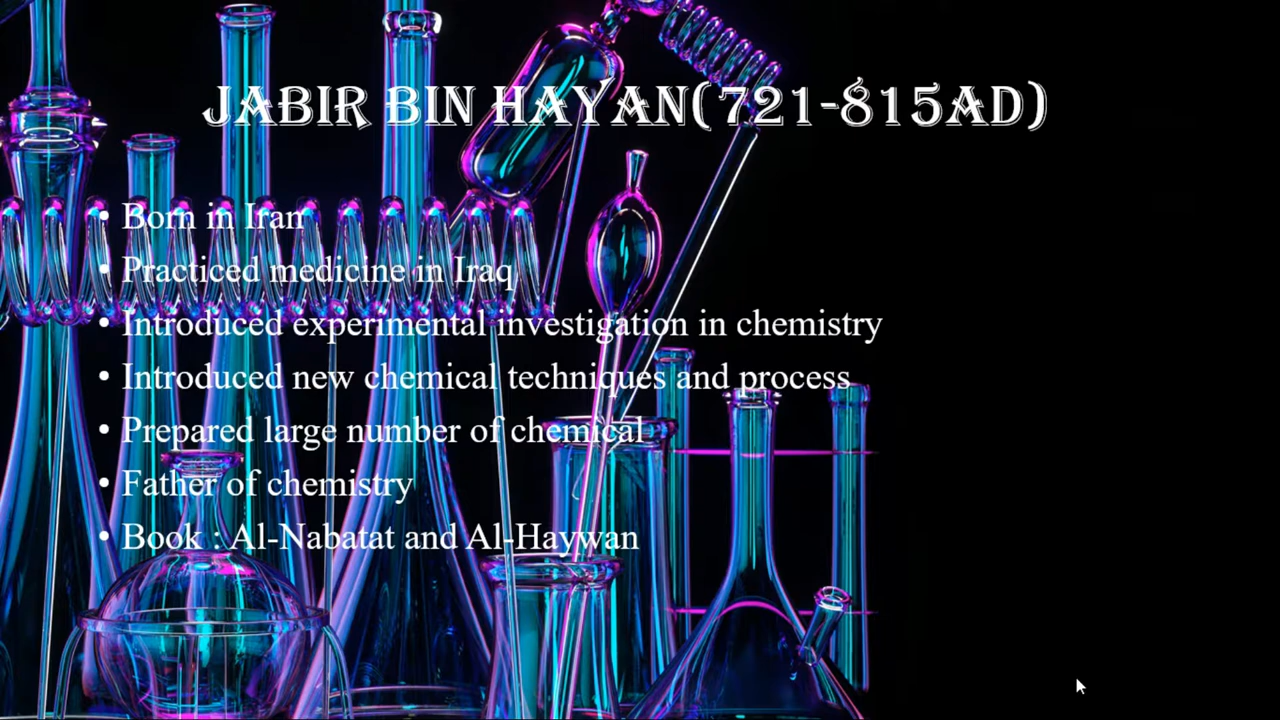 JABIR BIN HAYAN(721-815AD)
• Born in Iran
• Practiced medicine in Iraq
• Introduced experimental investigation in chemistry
• Introduced new chemical techniques and process
• Prepared large number of chemical
• Father of chemistry
• Book : Al-Nabatat and Al-Haywan